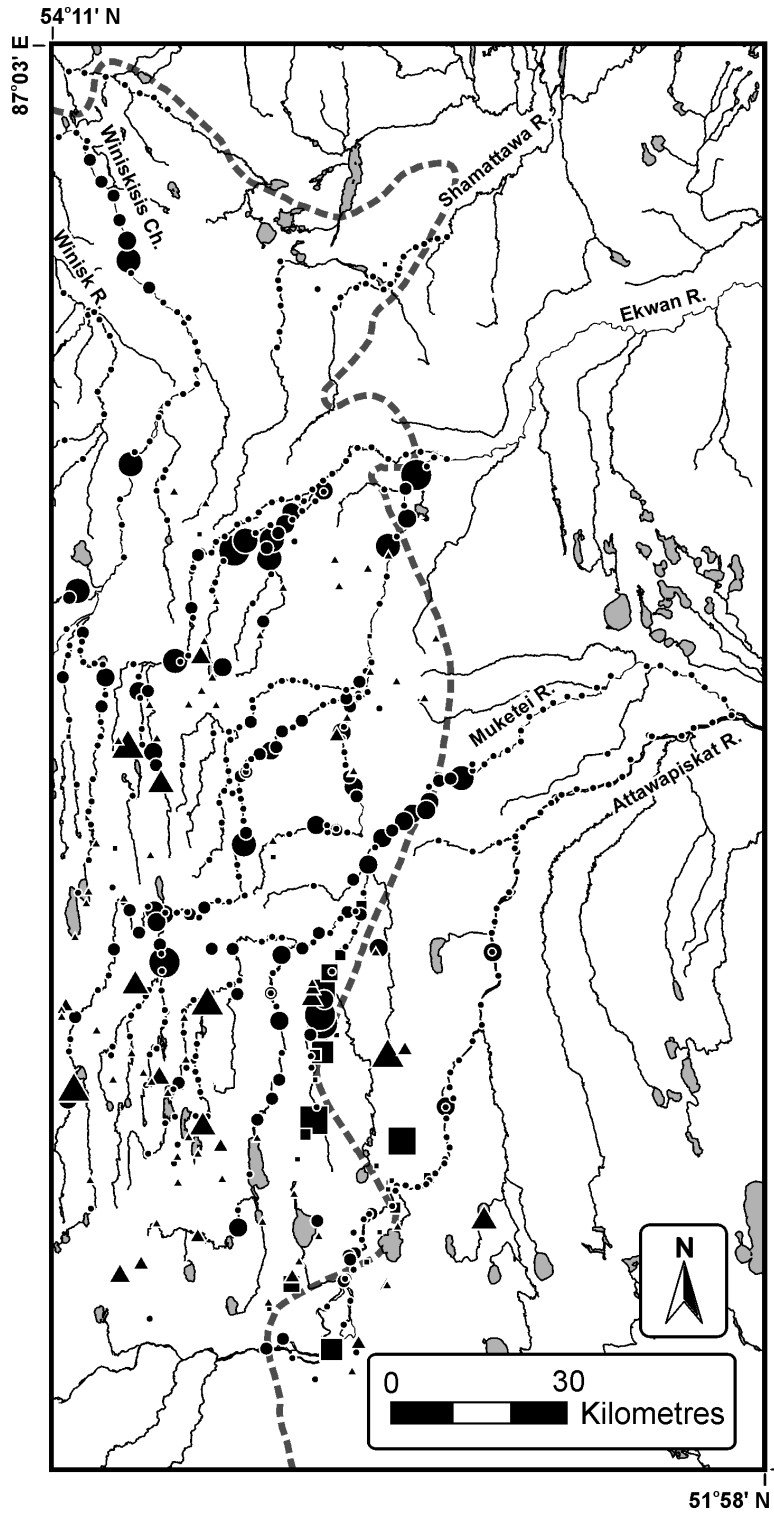 54°11' N
87°03' E
Winiskisis Ch.
Shamattawa R.
Winisk R.
Ekwan R.
Muketei R.
Attawapiskat R.
N
0 30
Kilometres
51°58' N